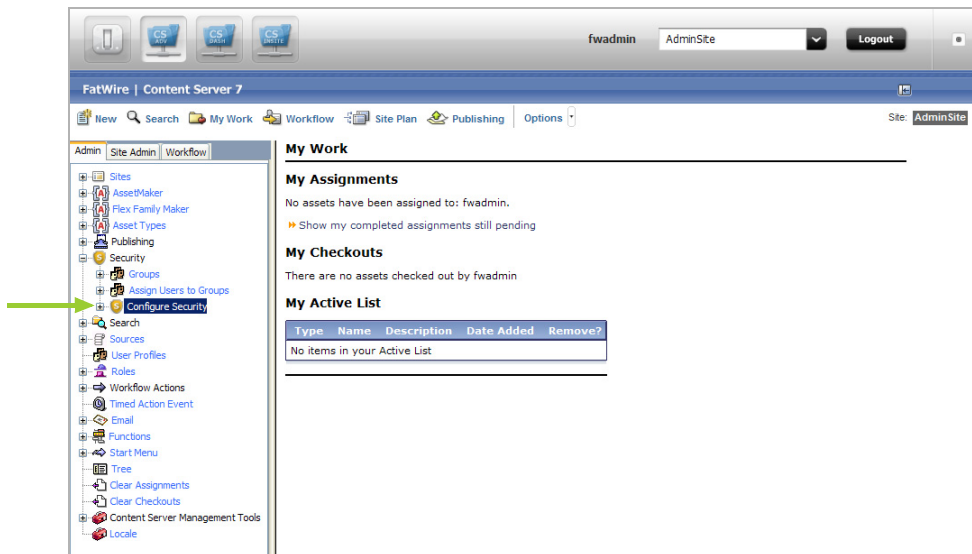 CS ADV
CS DASH
CS INSITE
fwadmin
AdminSite
Logout
FatWire | Content Server 7
New Search My Work Workflow Site Plan Publishing Options
Site: AdminSite
Admin Site Admin Workflow
Sites
AssetMaker
Flex Family Maker
Asset Types
Publishing
Security
Groups
Assign Users to Groups
Configure Security
Search
Sources
User Profiles
Roles
Workflow Actions
Timed Action Event
Email
Functions
Start Menu
Tree
Clear Assignments
Clear Checkouts
Content Server Management Tools
Locale
My Work
My Assignments
No assets have been assigned to: fwadmin.
Show my completed assignments still pending
My Checkouts
There are no assets checked out by fwadmin
My Active List
Type Name Description Date Added Remove?
No items in your Active List